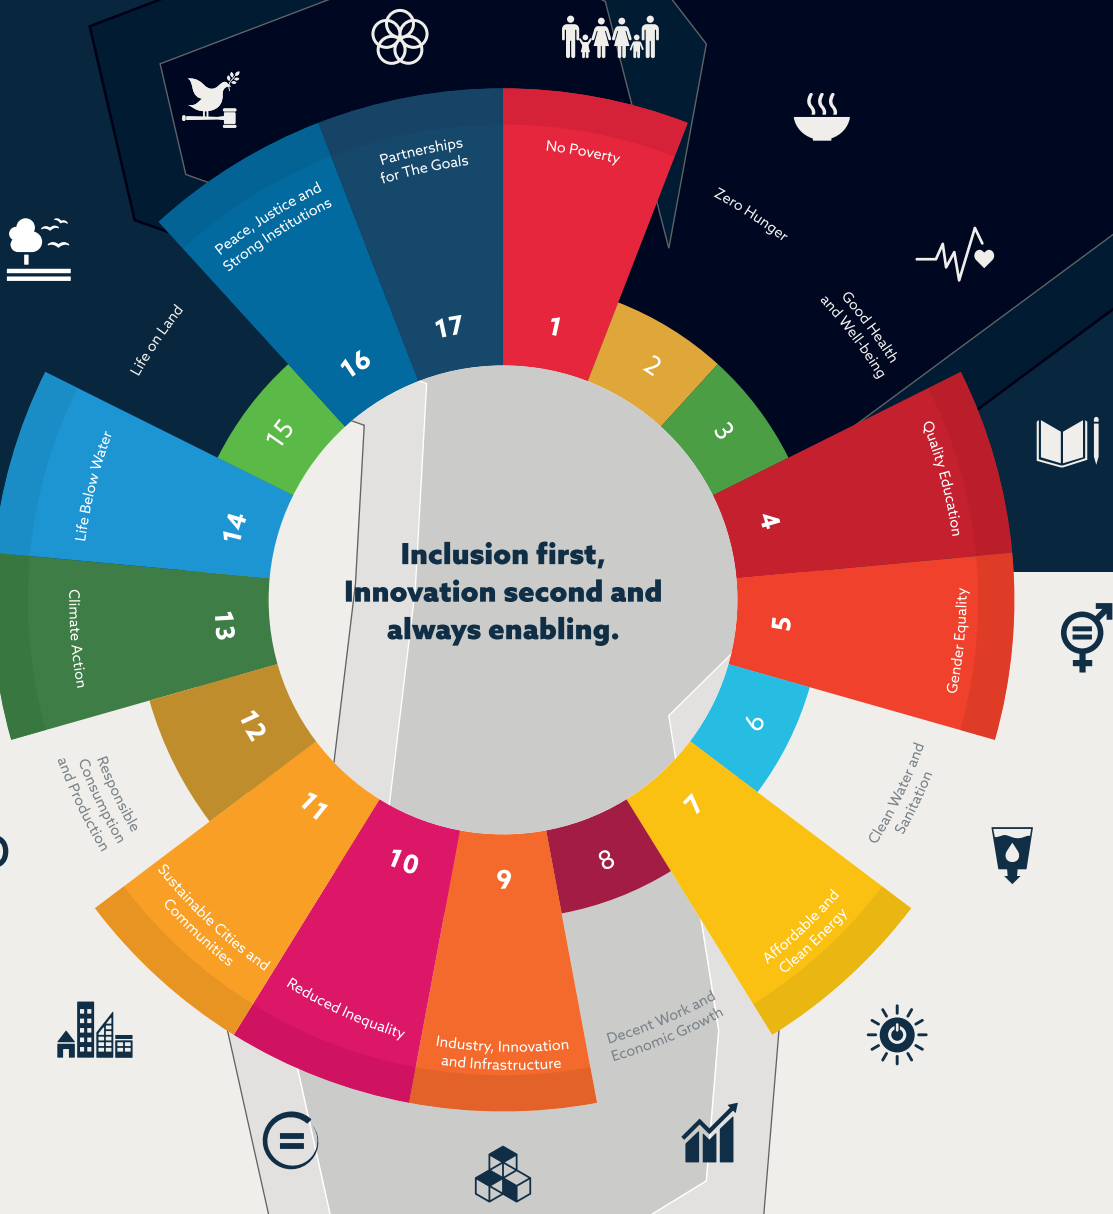 No Poverty
1
Zero Hunger
2
Good Health
and Well-being
3
Quality Education
4
Gender Equality
5
Clean Water and
Sanitation
6
Affordable and
Clean Energy
7
Decent Work and
Economic Growth
8
Industry, Innovation
and Infrastructure
9
Reduced Inequality
10
Sustainable Cities and
Communities
11
Responsible
Consumption
and Production
12
Climate Action
13
Life Below Water
14
Life on Land
15
Peace, Justice and
Strong Institutions
16
Partnerships
for The Goals
17
Inclusion first,
Innovation second and
always enabling.